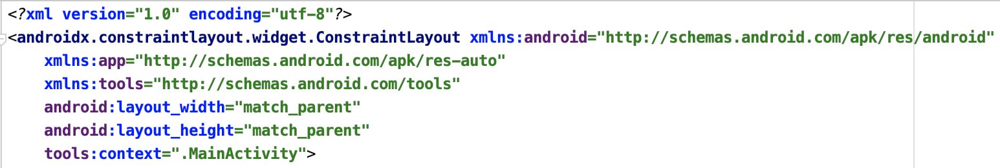 <?xml version="1.0" encoding="utf-8"?>
<androidx.constraintlayout.widget.ConstraintLayout xmlns:android="http://schemas.android.com/apk/res/android"
    xmlns:app="http://schemas.android.com/apk/res-auto"
    xmlns:tools="http://schemas.android.com/tools"
    android:layout_width="match_parent"
    android:layout_height="match_parent"
    tools:context=".MainActivity">